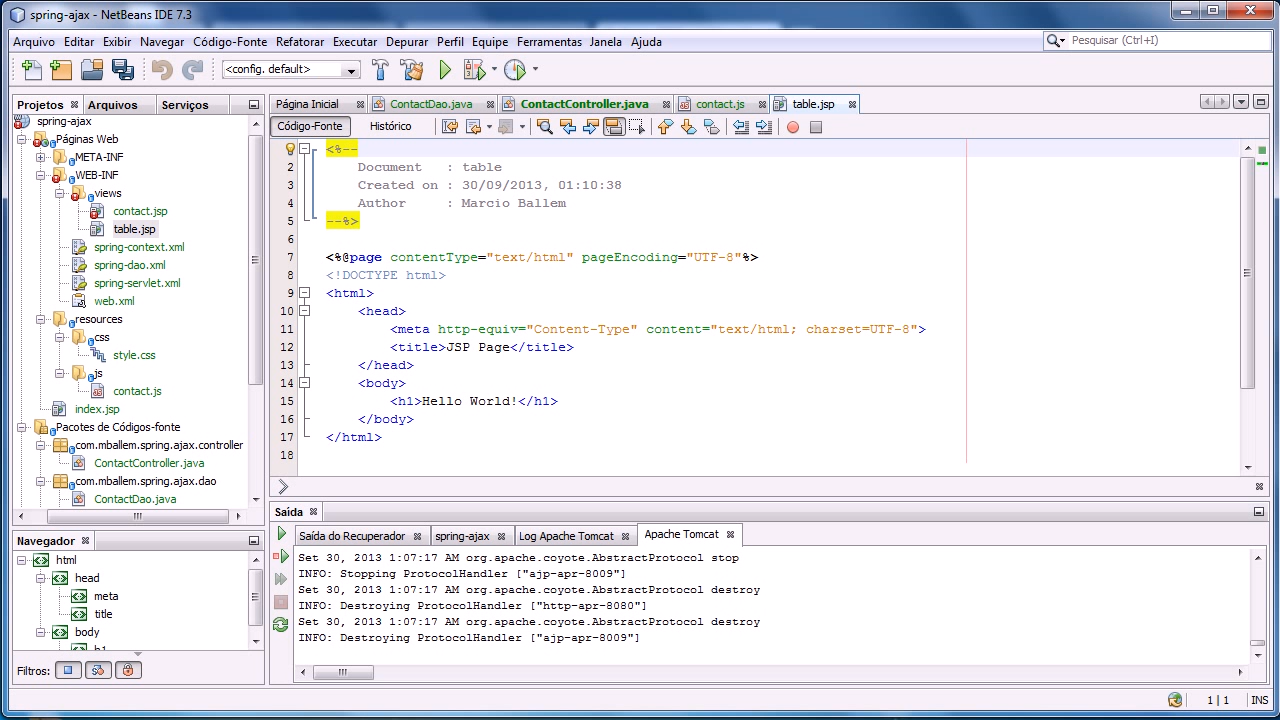 spring-ajax - NetBeans IDE 7.3
Arquivo Editar Exibir Navegar Código-Fonte Refatorar Executar Depurar Perfil Equipe Ferramentas Janela Ajuda
Pesquisar (Ctrl+I)
<config. default>
Projetos Arquivos Serviços
spring-ajax
Páginas Web
META-INF
WEB-INF
views
contact.jsp
table.jsp
spring-context.xml
spring-dao.xml
spring-servlet.xml
web.xml
resources
css
style.css
js
contact.js
index.jsp
Pacotes de Códigos-fonte
com.mballem.spring.ajax.controller
ContactController.java
com.mballem.spring.ajax.dao
ContactDao.java
Navegador
html
head
meta
title
body
h1
Filtros:
Página Inicial ContactDao.java ContactController.java contact.js table.jsp
Código-Fonte Histórico
<%--
2 Document : table
3 Created on : 30/09/2013, 01:10:38
4 Author : Marcio Ballem
5 --%>
6
7 <%@page contentType="text/html" pageEncoding="UTF-8"%>
8 <!DOCTYPE html>
9 <html>
10 <head>
11 <meta http-equiv="Content-Type" content="text/html; charset=UTF-8">
12 <title>JSP Page</title>
13 </head>
14 <body>
15 <h1>Hello World!</h1>
16 </body>
17 </html>
18
Saída
Saída do Recuperador spring-ajax Log Apache Tomcat Apache Tomcat
Set 30, 2013 1:07:17 AM org.apache.coyote.AbstractProtocol stop
INFO: Stopping ProtocolHandler ["ajp-apr-8009"]
Set 30, 2013 1:07:17 AM org.apache.coyote.AbstractProtocol destroy
INFO: Destroying ProtocolHandler ["http-apr-8080"]
Set 30, 2013 1:07:17 AM org.apache.coyote.AbstractProtocol destroy
INFO: Destroying ProtocolHandler ["ajp-apr-8009"]
1 | 1 INS